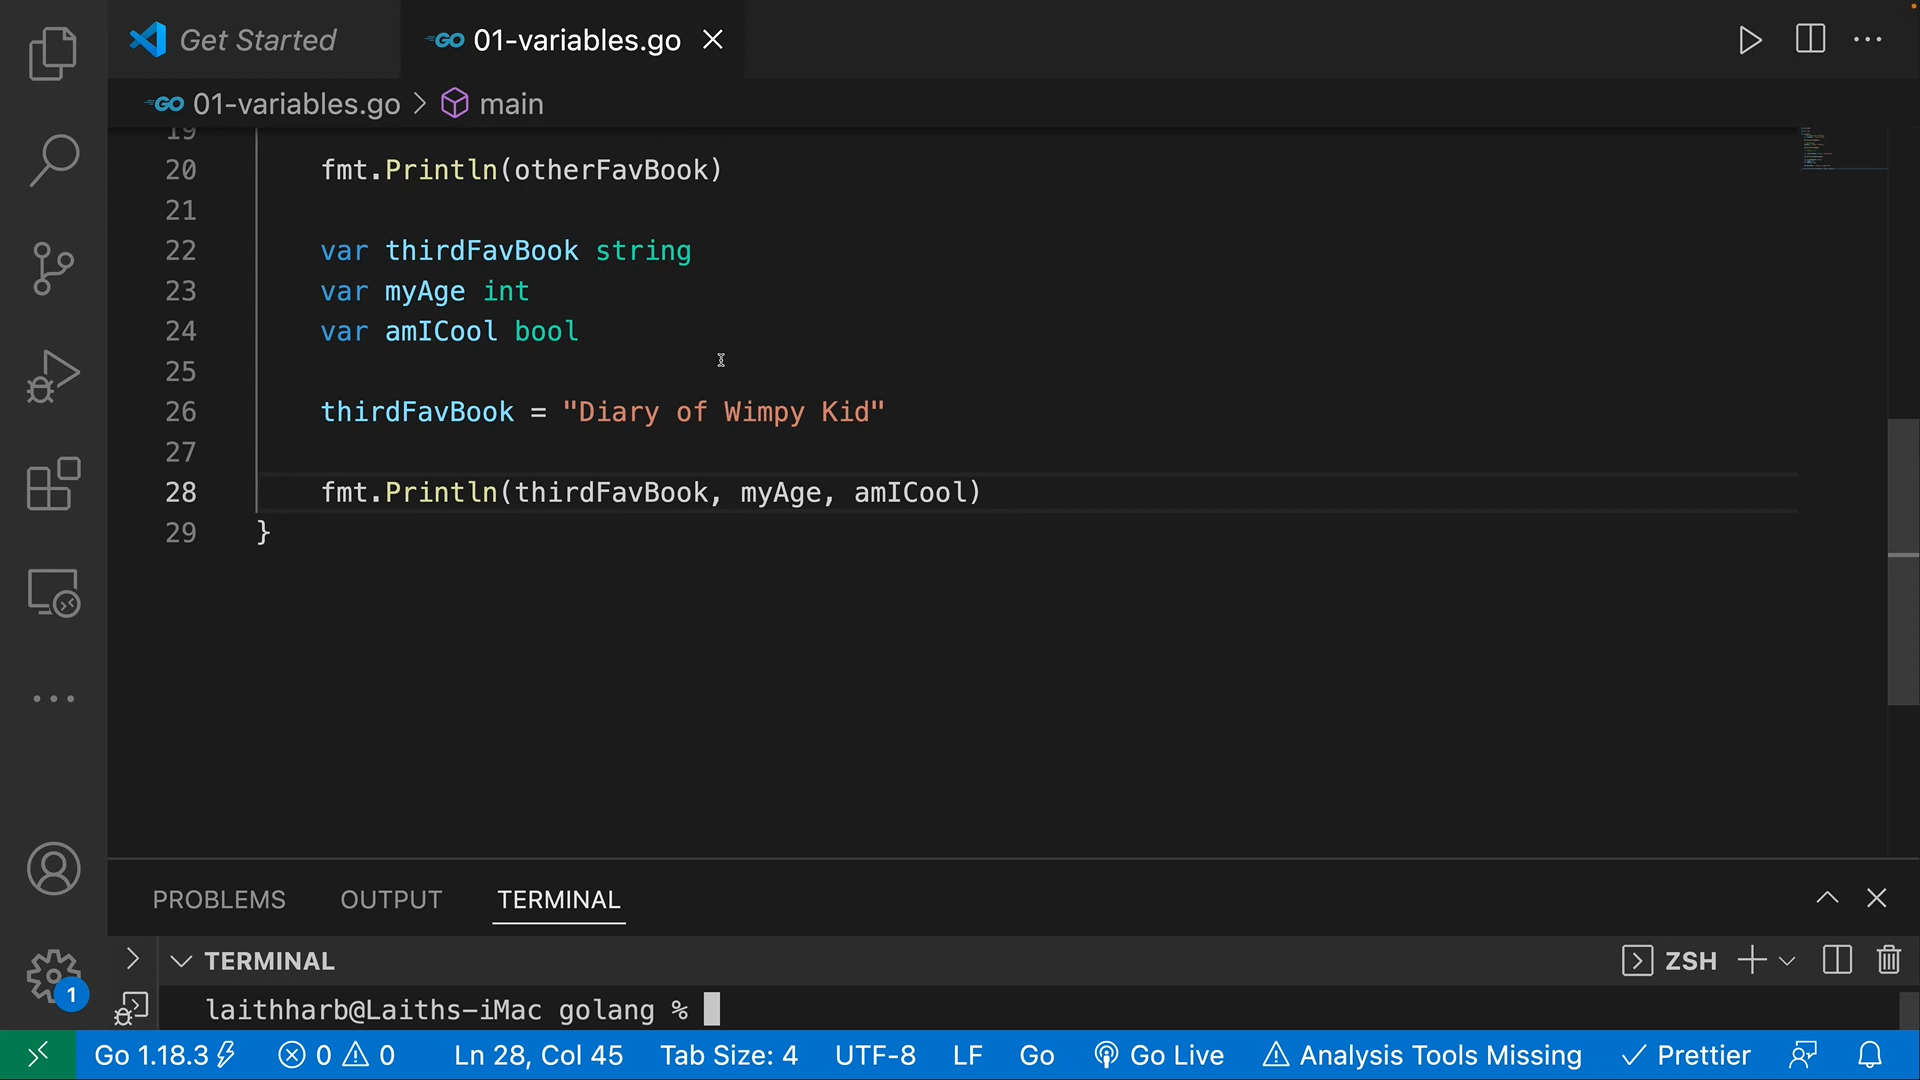 Get Started
GO 01-variables.go
GO 01-variables.go > main
19
20 fmt.Println(otherFavBook)
21
22 var thirdFavBook string
23 var myAge int
24 var amICool bool
25
26 thirdFavBook = "Diary of Wimpy Kid"
27
28 fmt.Println(thirdFavBook, myAge, amICool)
29 }
PROBLEMS OUTPUT TERMINAL
TERMINAL ZSH
laithharb@Laiths-iMac golang %
1
Go 1.18.3 0 0 Ln 28, Col 45 Tab Size: 4 UTF-8 LF Go Go Live Analysis Tools Missing Prettier